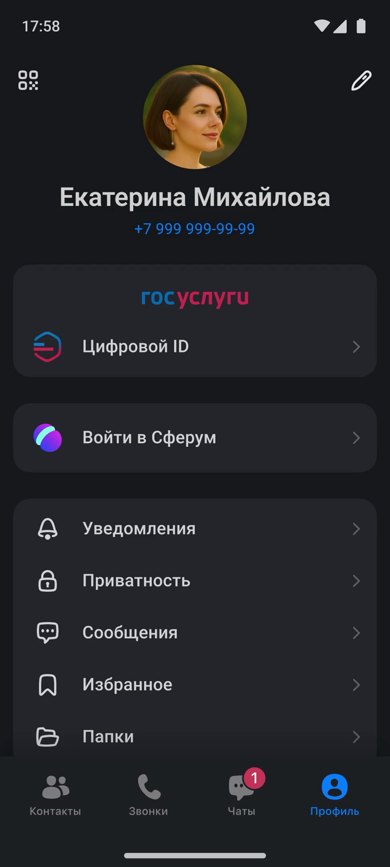 17:58
Екатерина Михайлова
+7 999 999-99-99
госуслуги
Цифровой ID
Войти в Сферум
Уведомления
Приватность
Сообщения
Избранное
Папки
1
Контакты
Звонки
Чаты
Профиль